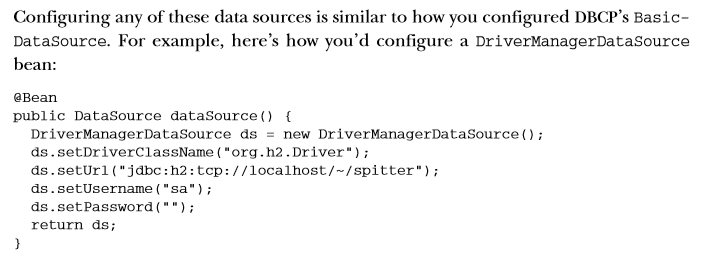 Configuring any of these data sources is similar to how you configured DBCP's Basic-
DataSource. For example, here's how you'd configure a DriverManagerDataSource
bean:
@Bean
public DataSource dataSource() {
  DriverManagerDataSource ds = new DriverManagerDataSource();
  ds.setDriverClassName("org.h2.Driver");
  ds.setUrl("jdbc:h2:tcp://localhost/~/spitter");
  ds.setUsername("sa");
  ds.setPassword("");
  return ds;
}